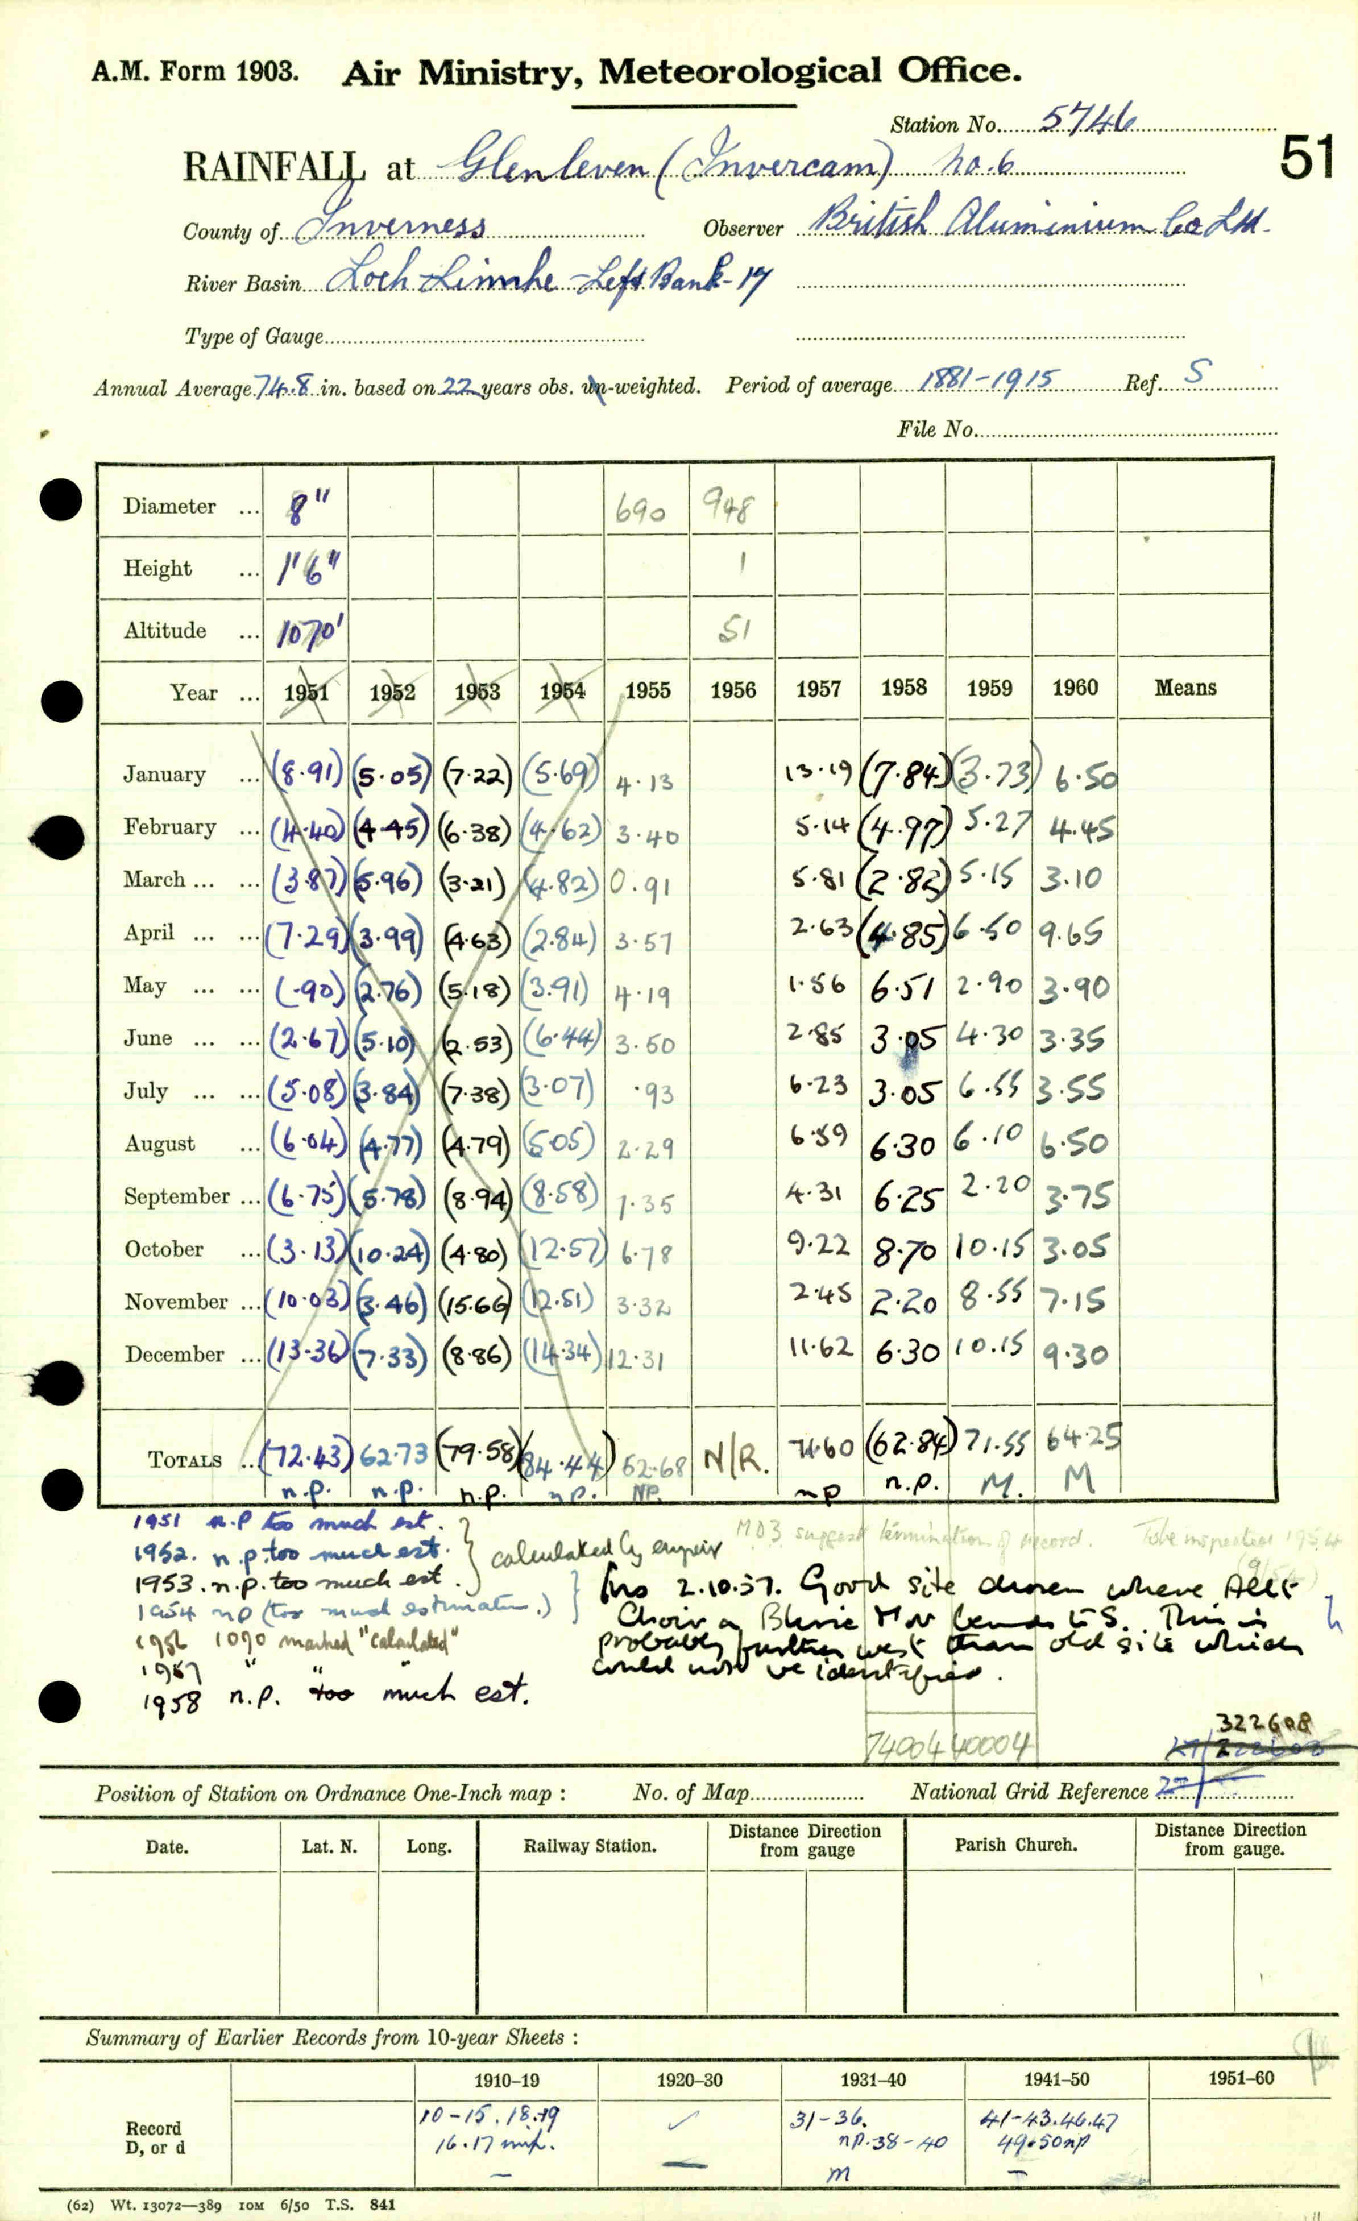 A.M. Form 1903. Air Ministry, Meteorological Office.
Station No. 5746
51
RAINFALL at Glenleven (Invercam) No. 6
County of Inverness Observer British Aluminium Co Ltd.
River Basin Loch Linnhe - Left Bank - 17
Type of Gauge
Annual Average 74.8 in. based on 22 years obs. un-weighted. Period of average 1881-1915 Ref. S
File No.
Diameter ... 8" 690 948
Height ... 1'6" 1
Altitude ... 1070' 51
Year ... 1951 1952 1953 1954 1955 1956 1957 1958 1959 1960 Means
January ... (8.91) (5.05) (7.22) (5.69) 4.13 13.19 (7.84) (3.73) 6.50
February ... (4.40) (4.45) (6.38) (4.62) 3.40 5.14 (4.97) 5.27 4.45
March ... ... (3.87) (5.96) (3.21) (4.82) 0.91 5.81 (2.82) 5.15 3.10
April ... ... (7.29) (3.99) (4.63) (2.84) 3.57 2.63 (4.85) 6.50 9.65
May ... ... (.90) (2.76) (5.18) (3.91) 4.19 1.56 6.51 2.90 3.90
June ... ... (2.67) (5.10) (2.53) (6.44) 3.50 2.85 3.05 4.30 3.35
July ... ... (5.08) (3.84) (7.38) (3.07) .93 6.23 3.05 6.55 3.55
August ... (6.04) (4.77) (4.79) (5.05) 2.29 6.59 6.30 6.10 6.50
September ... (6.75) (5.78) (8.94) (8.58) 1.35 4.31 6.25 2.20 3.75
October ... (3.13) (10.24) (4.80) (12.57) 6.78 9.22 8.70 10.15 3.05
November ... (10.03) (3.46) (15.66) (12.51) 3.32 2.45 2.20 8.55 7.15
December ... (13.36) (7.33) (8.86) (14.34) 12.31 11.62 6.30 10.15 9.30
TOTALS .. (72.43) 62.73 (79.58) (84.44) 52.68 N/R. 71.60 (62.84) 71.55 64.25
n.p. n.p. n.p. n.p. NP. np n.p. M. M
1951 n.p too much est.
1952. n.p. too much est. calculated by
1953. n.p. too much est.
1954 np (too much estimation.)
M.O.3 suggest termination of record. To be inspected 1954
(9/54)
1956 1090 marked "calculated"
1957 " " "
1958 n.p. too much est.
Ins 2.10.57. Good site chosen where Allt
Choir a Bhric Mor bends to S. This is
probably further west than old site which
could not be identified.
74004 40004
322608
27
Position of Station on Ordnance One-Inch map : No. of Map National Grid Reference
Date. Lat. N. Long. Railway Station. Distance Direction from gauge Parish Church. Distance Direction from gauge.
Summary of Earlier Records from 10-year Sheets :
1910–19 1920–30 1931–40 1941–50 1951–60
Record 10-15. 18.19 ✓ 31-36. 41-43.46.47
D, or d 16.17 inf. np.38-40 49.50np
– – m –
(62) Wt. 13072—389 10M 6/50 T.S. 841